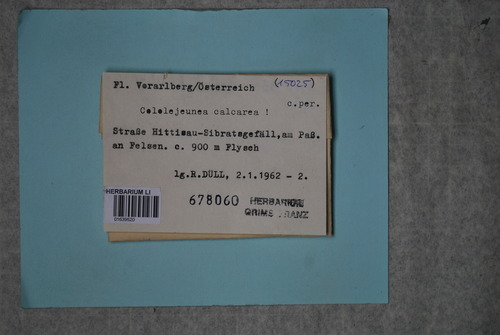 Fl. Vorarlberg/Österreich (15025)
c.per.
Cololejeunea calcarea !
Straße Hittisau-Sibratsgefäll, am Paß.
an Felsen. c. 900 m Flysch
lg.R.DÜLL, 2.1.1962 - 2.
HERBARIUM LI
678060
HERBARIUM
GRIMS FRANZ